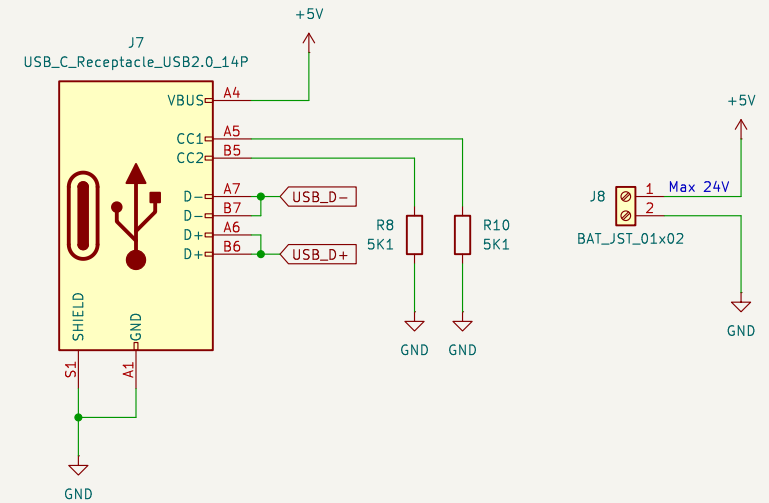 +5V
J7
USB_C_Receptacle_USB2.0_14P
VBUS
A4
CC1
A5
CC2
B5
D-
A7
D-
B7
D+
A6
D+
B6
USB_D-
USB_D+
SHIELD
GND
S1
A1
GND
R8
5K1
R10
5K1
GND
GND
+5V
J8
1
Max 24V
2
BAT_JST_01x02
GND